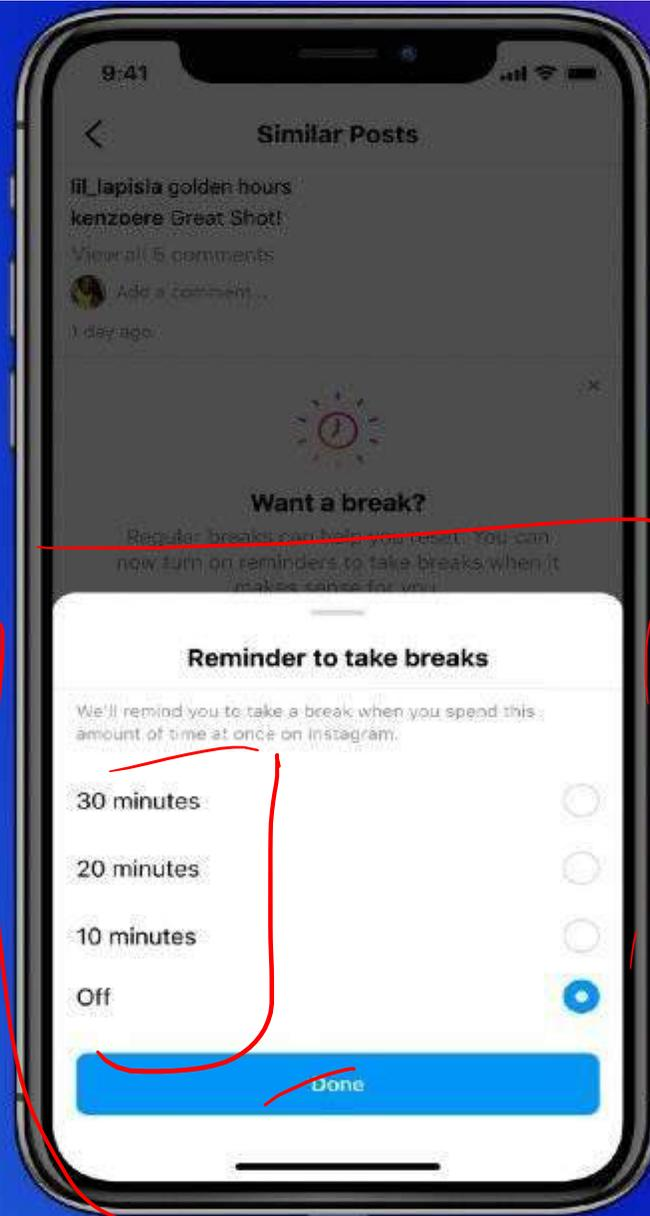 9:41
Similar Posts
lil_lapisla golden hours
kenzoere Great Shot!
View all 5 comments
Add a comment...
1 day ago
Want a break?
Regular breaks can help you reset. You can
now turn on reminders to take breaks when it
makes sense for you.
Reminder to take breaks
We'll remind you to take a break when you spend this
amount of time at once on Instagram.
30 minutes
20 minutes
10 minutes
Off
Done